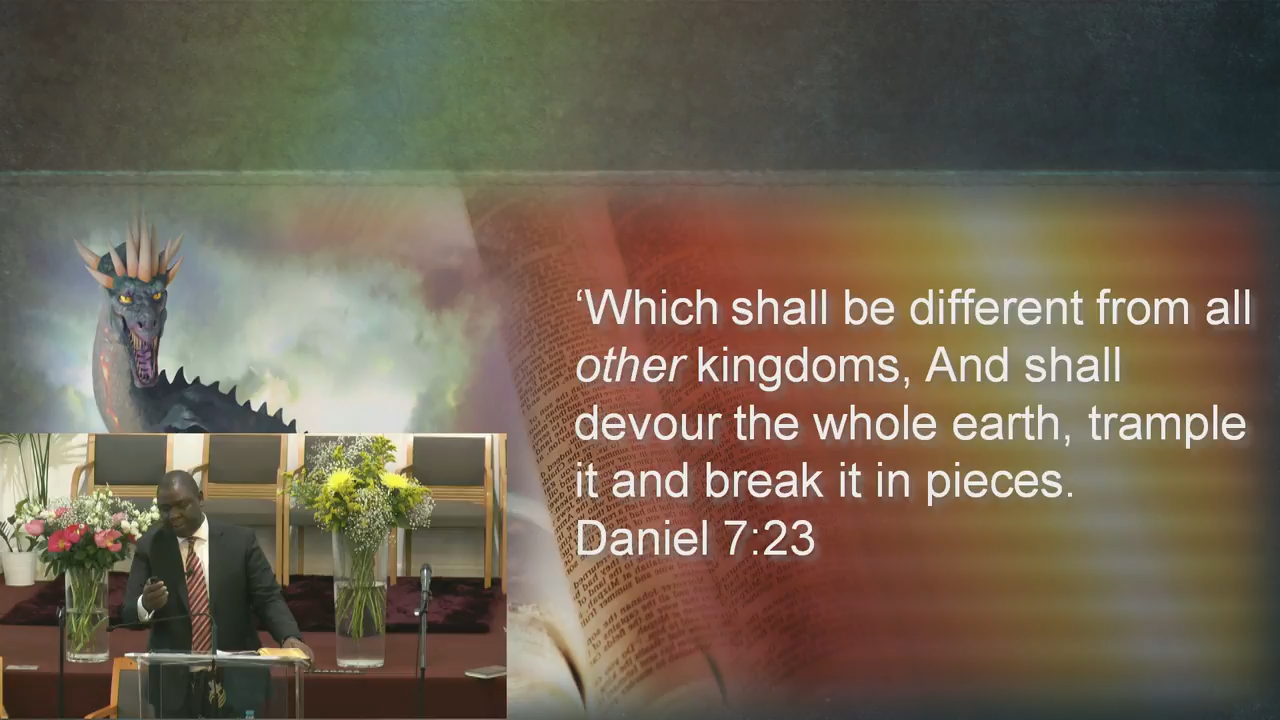 ‘Which shall be different from all
other kingdoms, And shall
devour the whole earth, trample
it and break it in pieces.
Daniel 7:23